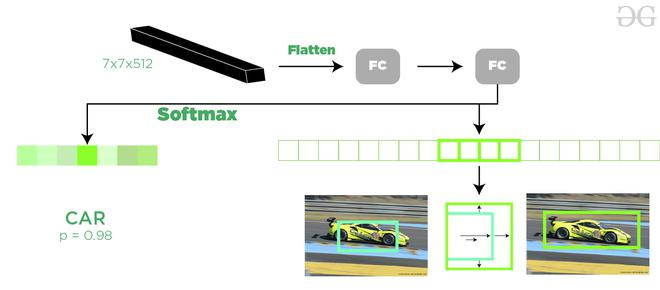 Flatten
7x7x512
FC
FC
Softmax
CAR
p = 0.98